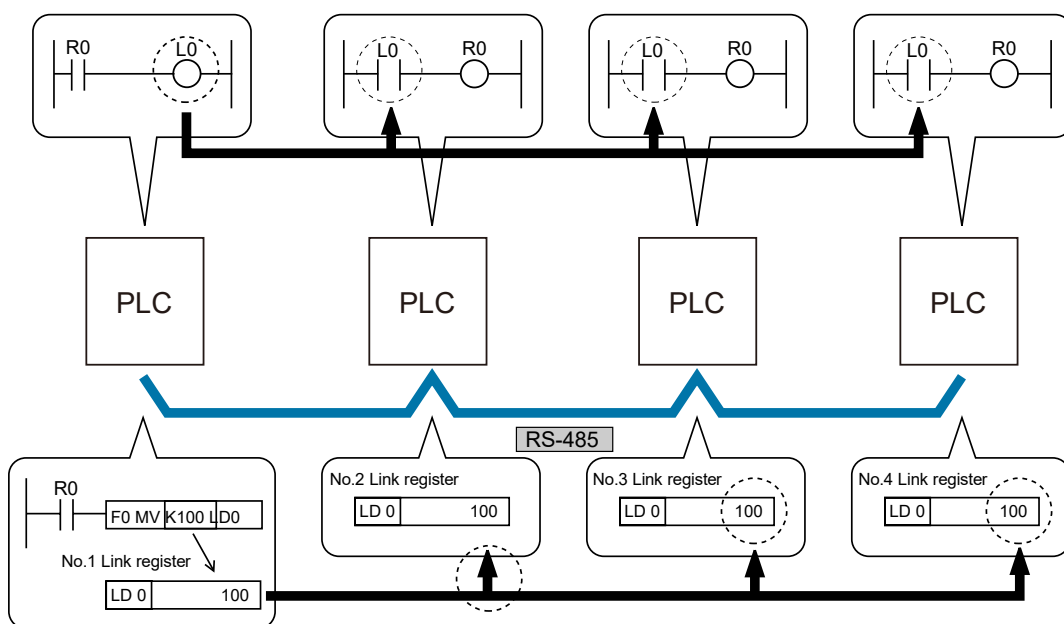 R0 L0
L0 R0
L0 R0
L0 R0
PLC
PLC
PLC
PLC
RS-485
R0
F0 MV K100 LD0
No.1 Link register
LD 0 100
No.2 Link register
LD 0 100
No.3 Link register
LD 0 100
No.4 Link register
LD 0 100